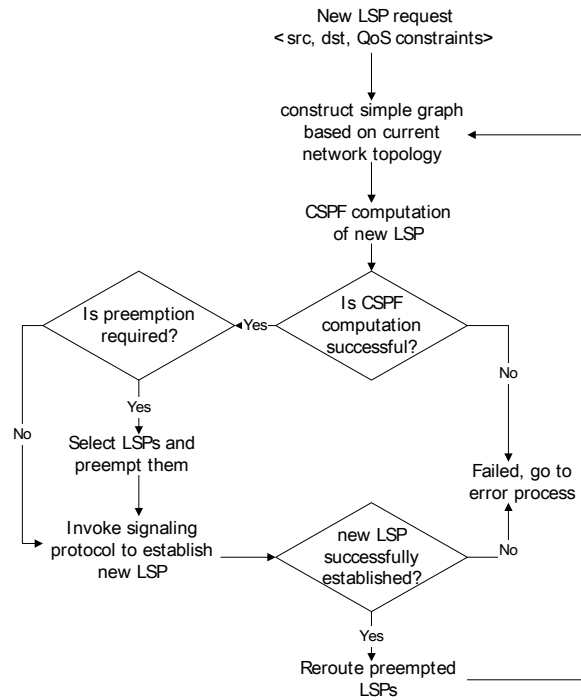 New LSP request
< src, dst, QoS constraints>
construct simple graph
based on current
network topology
CSPF computation
of new LSP
Is CSPF
computation
successful?
Yes
No
Is preemption
required?
Yes
No
Select LSPs and
preempt them
Invoke signaling
protocol to establish
new LSP
new LSP
successfully
established?
No
Yes
Failed, go to
error process
Reroute preempted
LSPs